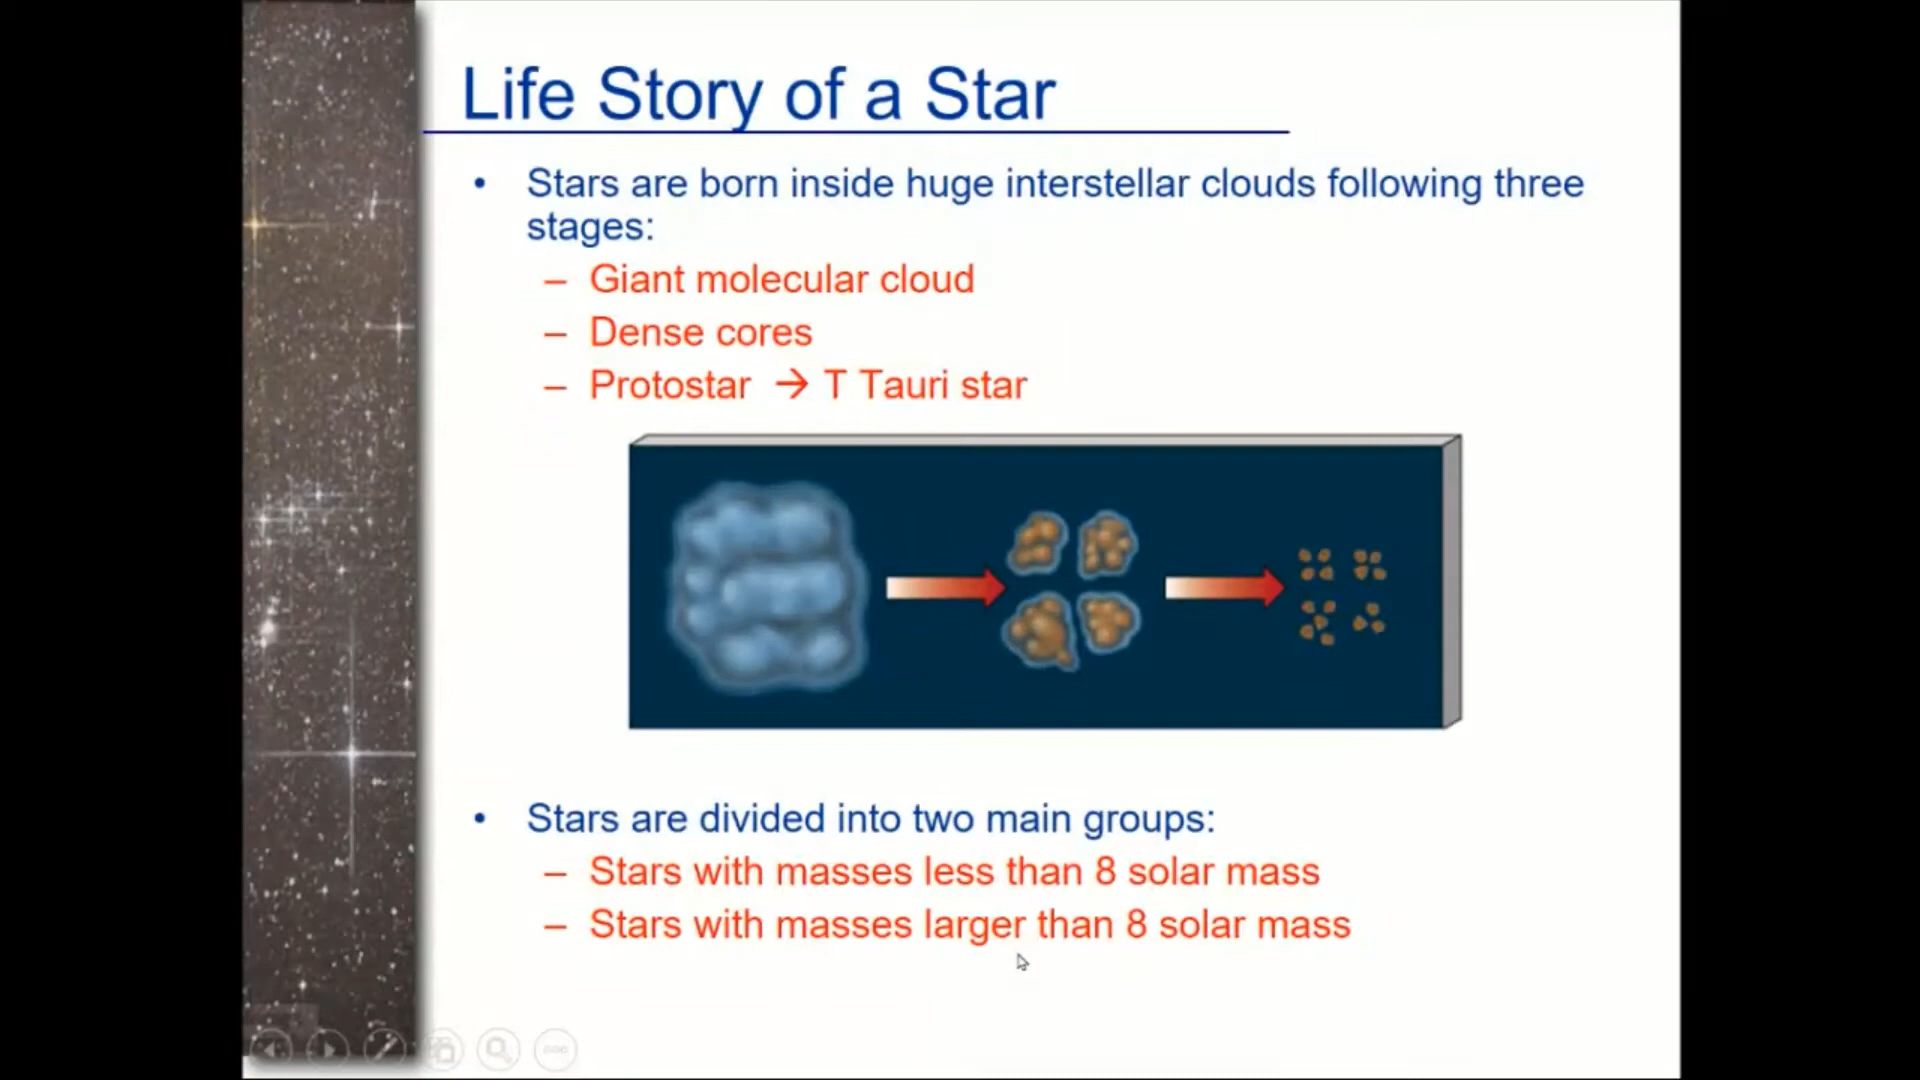 Life Story of a Star
• Stars are born inside huge interstellar clouds following three
stages:
– Giant molecular cloud
– Dense cores
– Protostar → T Tauri star
• Stars are divided into two main groups:
– Stars with masses less than 8 solar mass
– Stars with masses larger than 8 solar mass